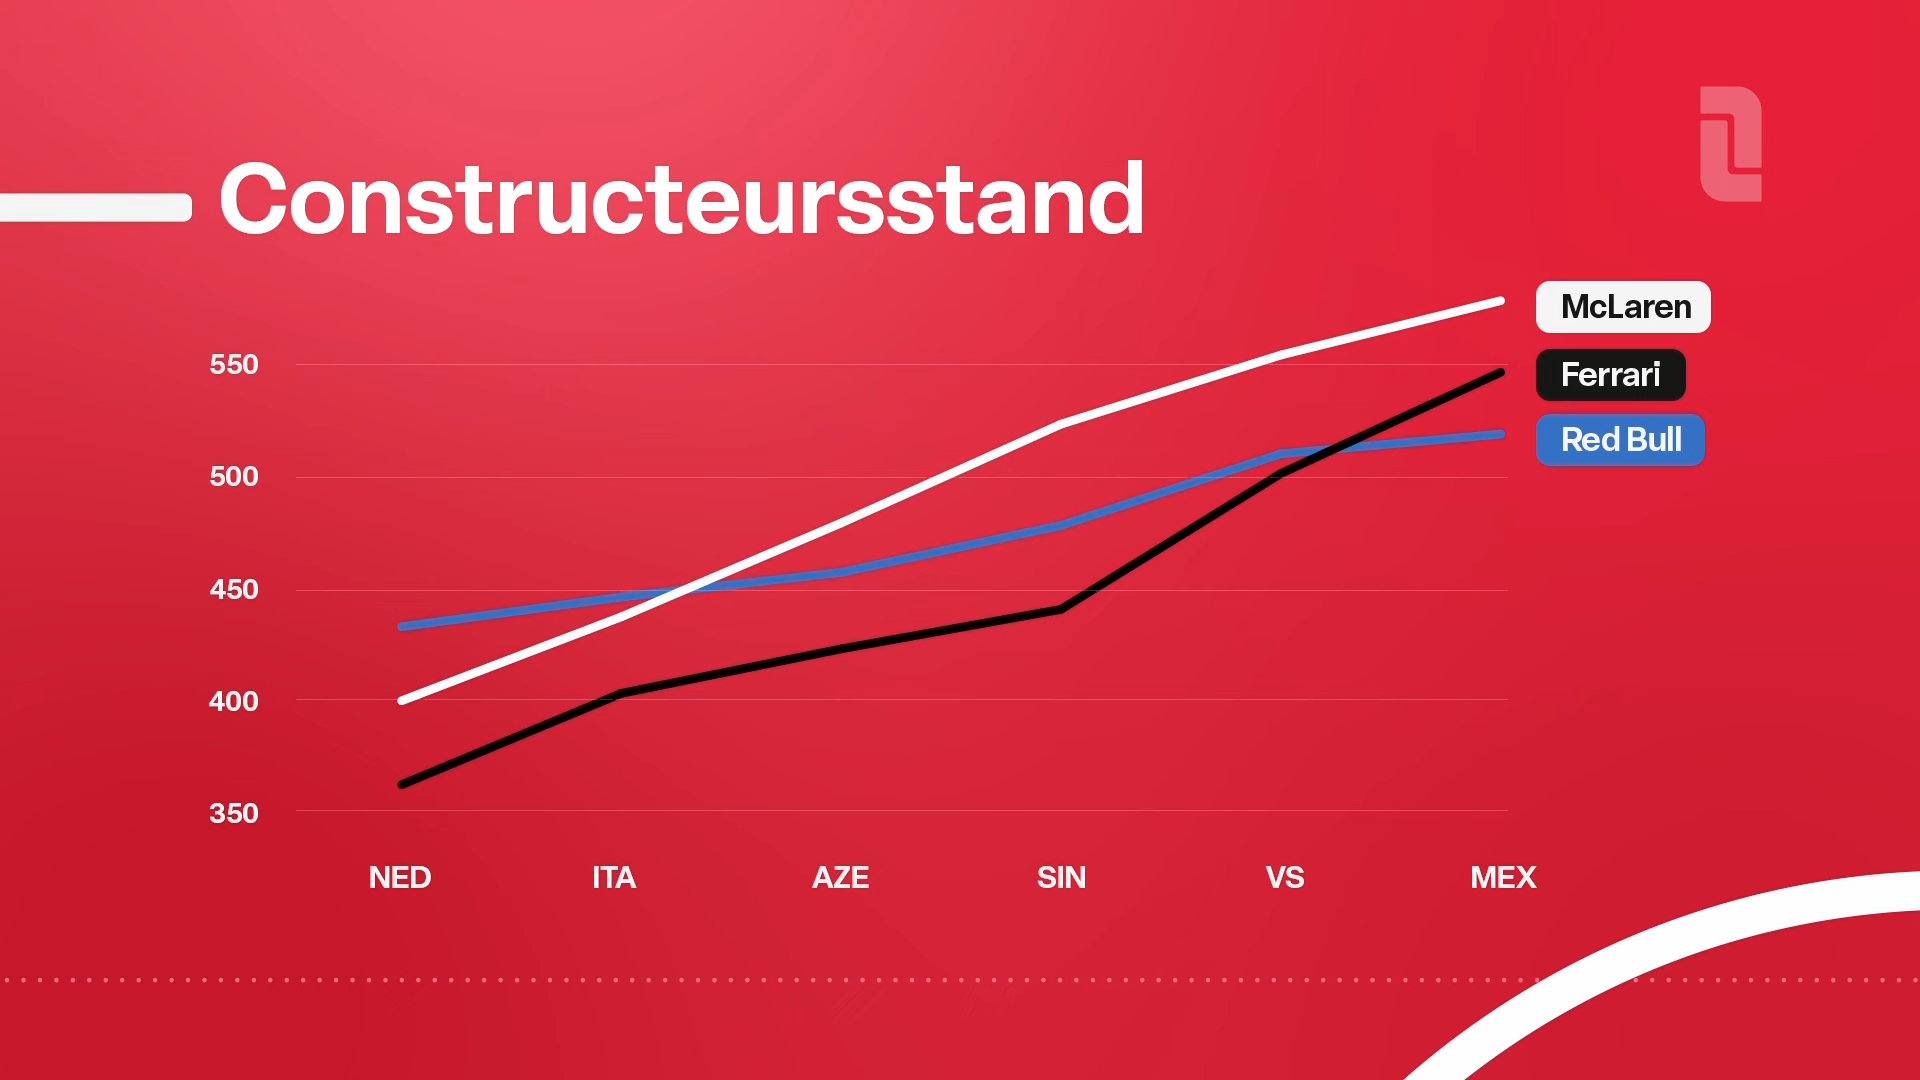 Constructeursstand
McLaren
Ferrari
Red Bull
550
500
450
400
350
NED ITA AZE SIN VS MEX